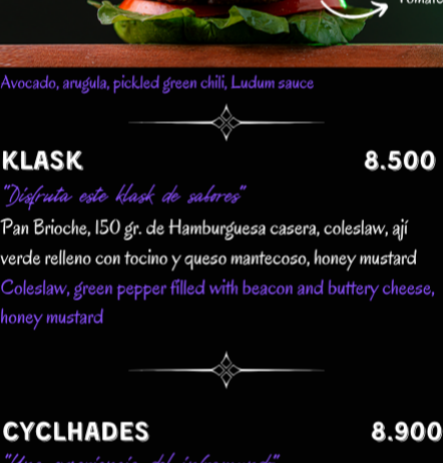 Avocado, arugula, pickled green chili, Ludum sauce
KLASK 8.500
"Disfruta este klask de sabores"
Pan Brioche, 150 gr. de Hamburguesa casera, coleslaw, ají
verde relleno con tocino y queso mantecoso, honey mustard
Coleslaw, green pepper filled with beacon and buttery cheese,
honey mustard
CYCLHADES 8.900